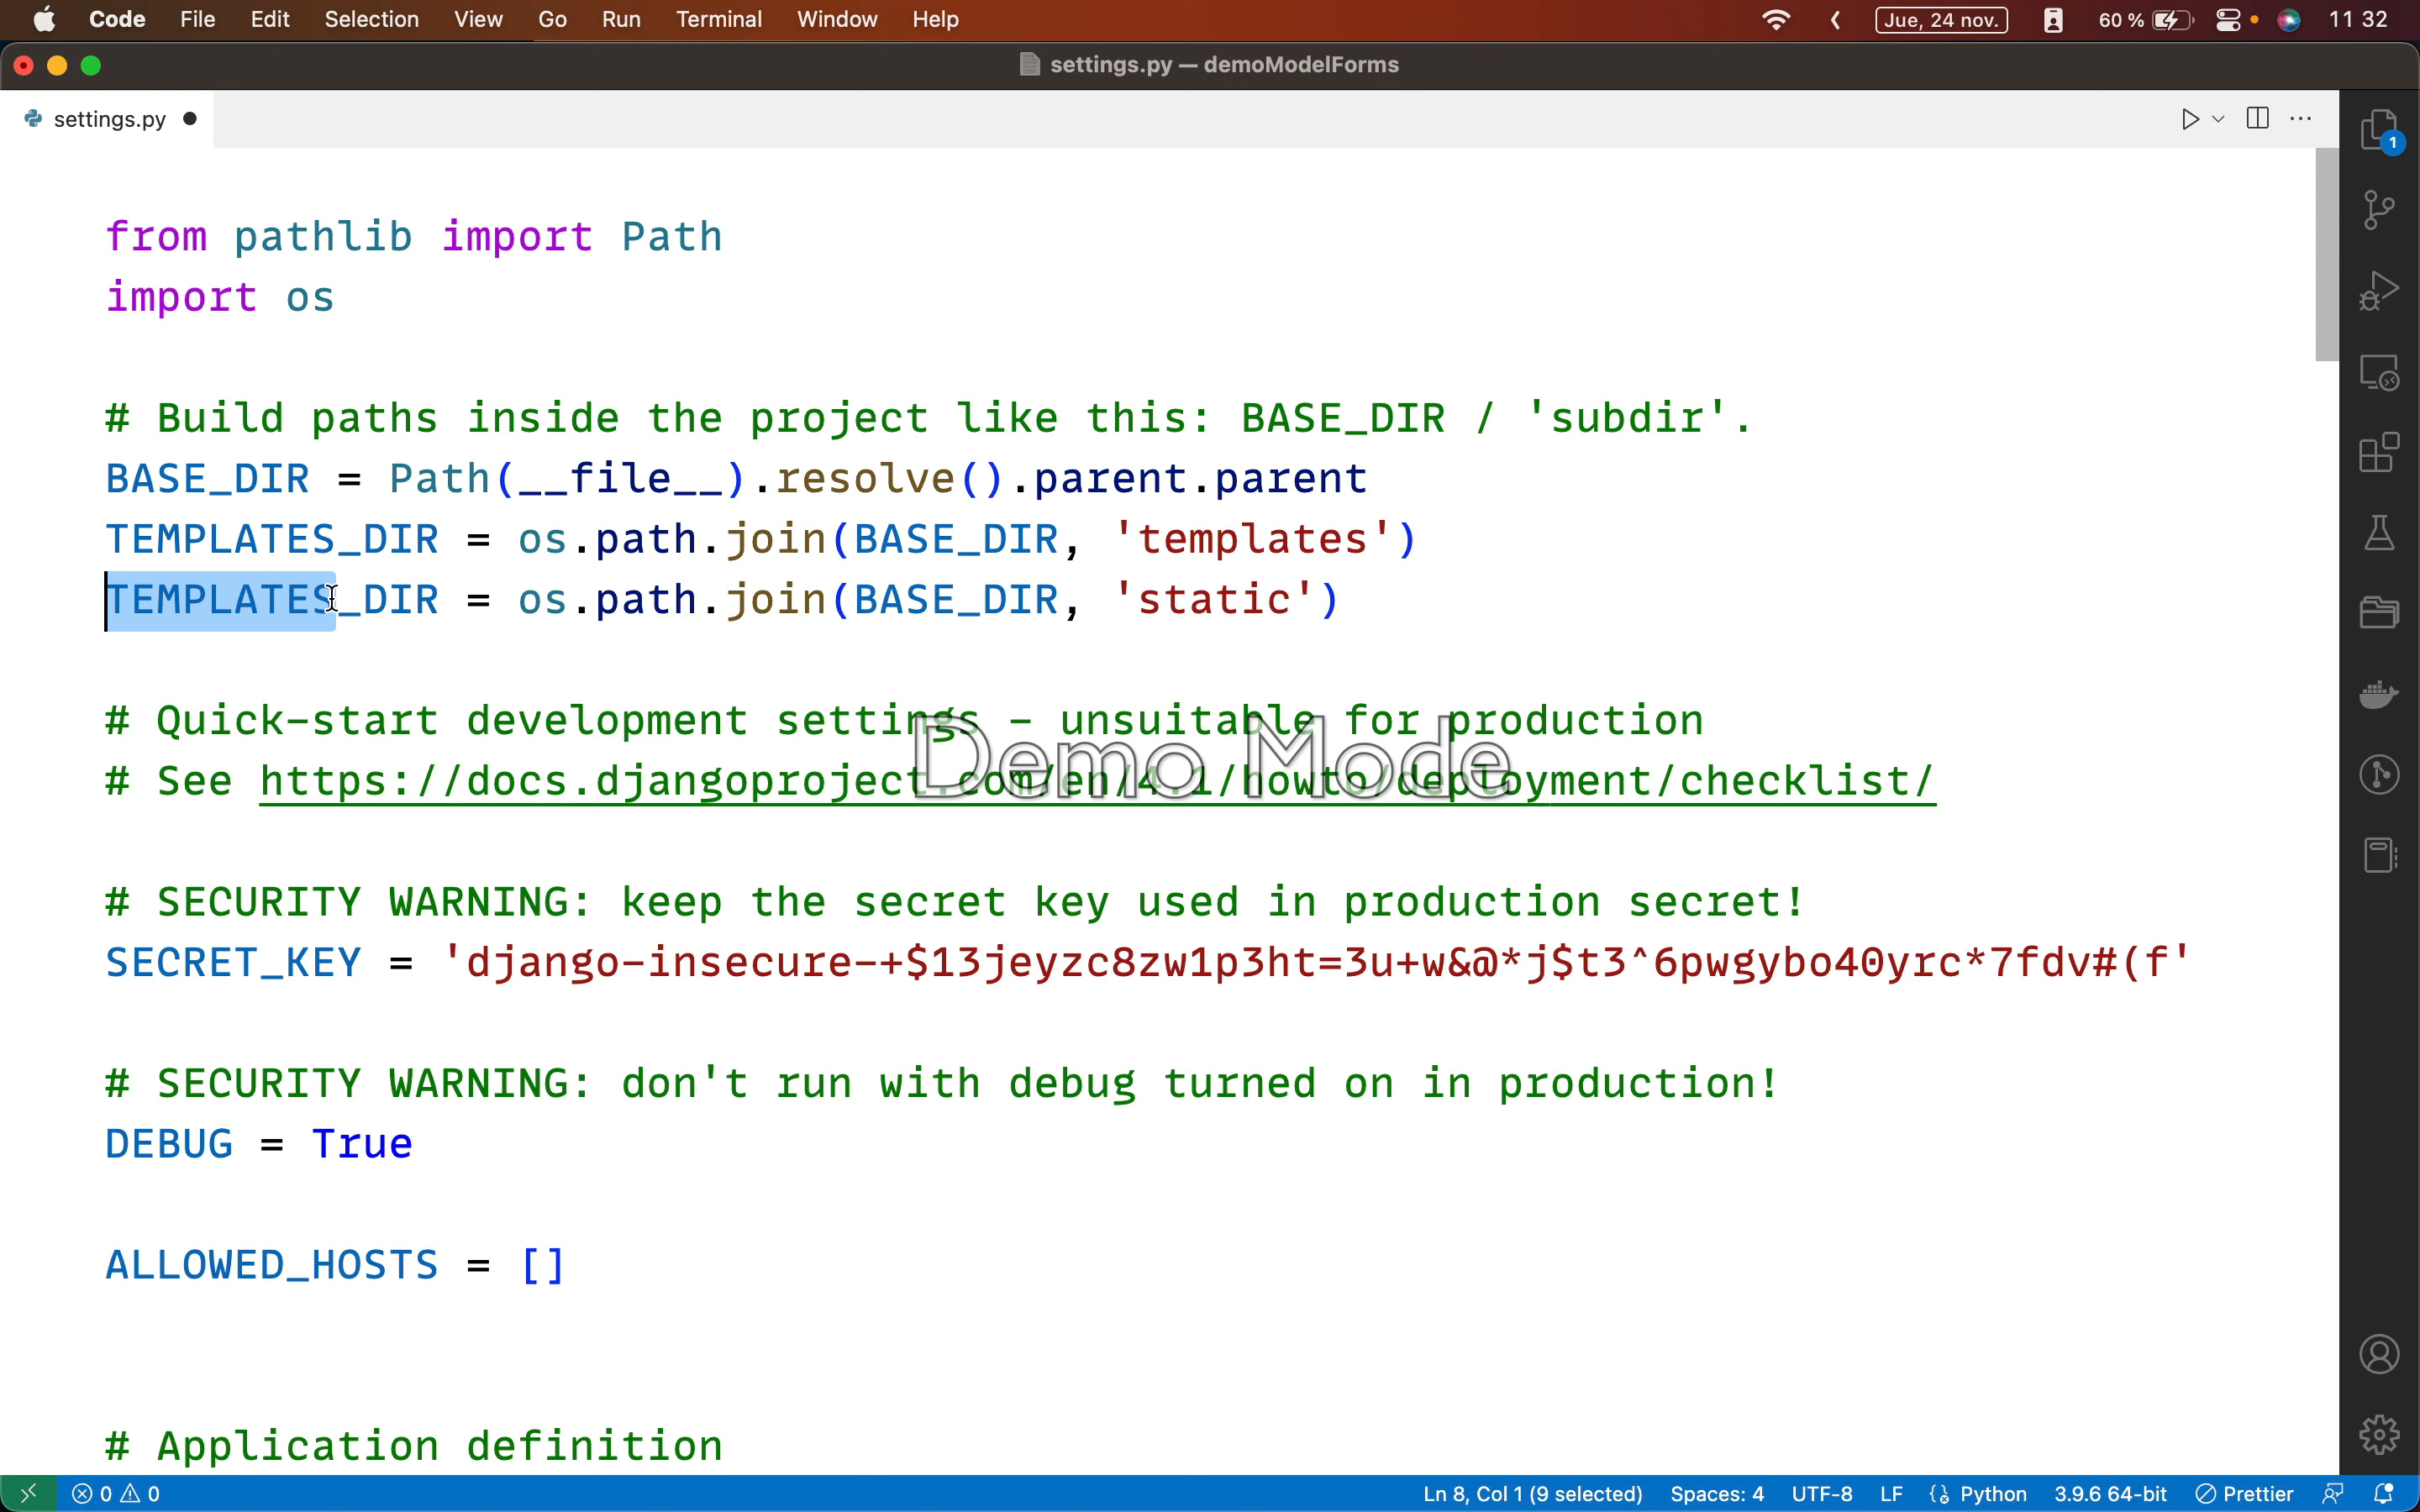 Code File Edit Selection View Go Run Terminal Window Help Jue, 24 nov. 60 % 11 32
settings.py — demoModelForms
settings.py
1
from pathlib import Path
import os
# Build paths inside the project like this: BASE_DIR / 'subdir'.
BASE_DIR = Path(__file__).resolve().parent.parent
TEMPLATES_DIR = os.path.join(BASE_DIR, 'templates')
TEMPLATES_DIR = os.path.join(BASE_DIR, 'static')
# Quick-start development settings - unsuitable for production
# See https://docs.djangoproject.com/en/4.1/howto/deployment/checklist/
Demo Mode
# SECURITY WARNING: keep the secret key used in production secret!
SECRET_KEY = 'django-insecure-+$13jeyzc8zw1p3ht=3u+w&@*j$t3^6pwgybo40yrc*7fdv#(f'
# SECURITY WARNING: don't run with debug turned on in production!
DEBUG = True
ALLOWED_HOSTS = []
# Application definition
0 0 Ln 8, Col 1 (9 selected) Spaces: 4 UTF-8 LF Python 3.9.6 64-bit Prettier